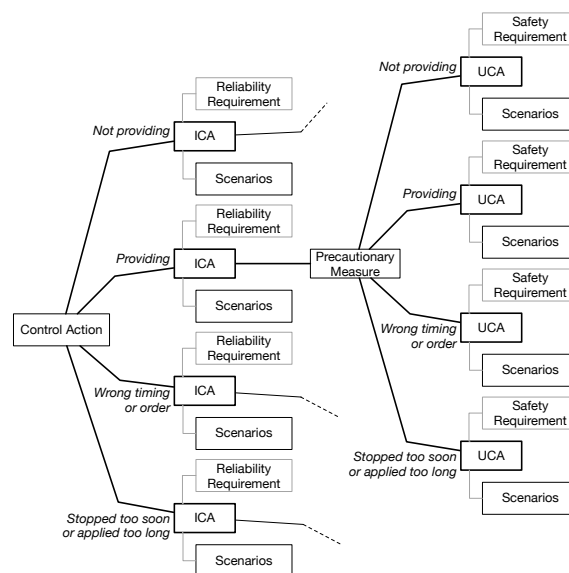 Control Action
Not providing
Reliability
Requirement
ICA
Scenarios
Providing
Reliability
Requirement
ICA
Scenarios
Wrong timing
or order
Reliability
Requirement
ICA
Scenarios
Stopped too soon
or applied too long
Reliability
Requirement
ICA
Scenarios
Precautionary
Measure
Not providing
Safety
Requirement
UCA
Scenarios
Providing
Safety
Requirement
UCA
Scenarios
Wrong timing
or order
Safety
Requirement
UCA
Scenarios
Stopped too soon
or applied too long
Safety
Requirement
UCA
Scenarios